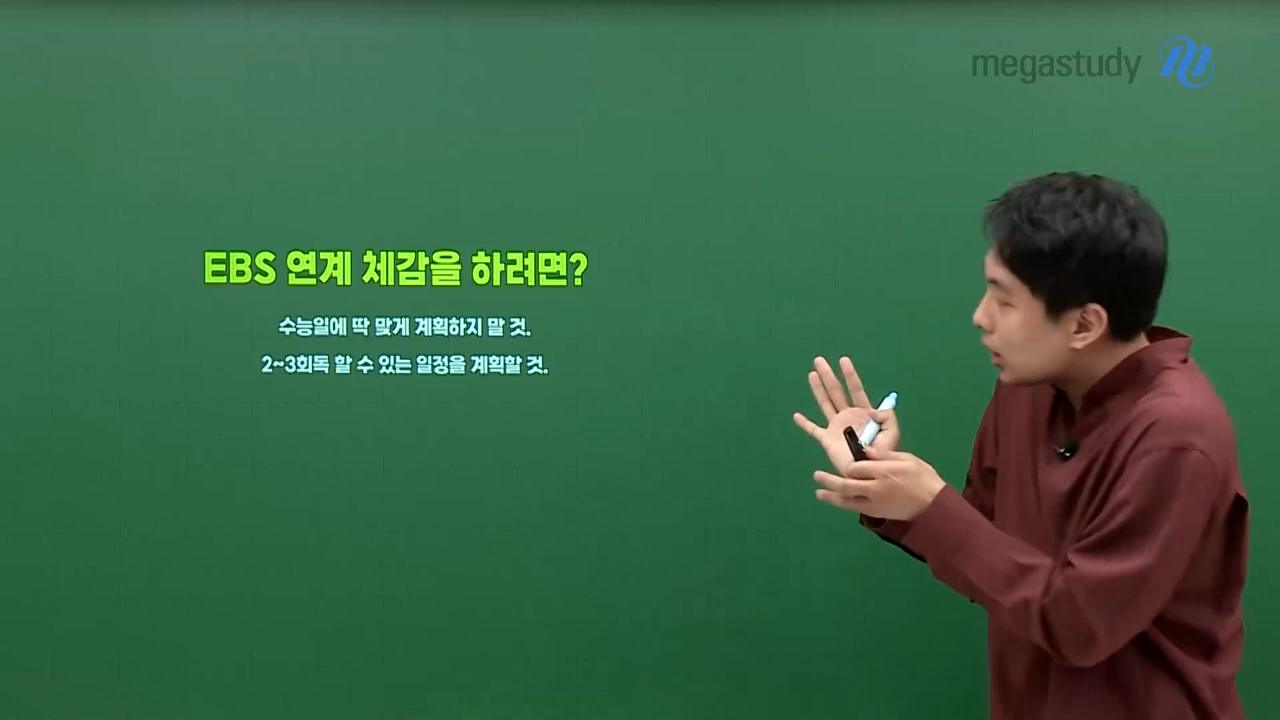 megastudy
EBS 연계 체감을 하려면?
수능일에 딱 맞게 계획하지 말 것.
2~3회독 할 수 있는 일정을 계획할 것.